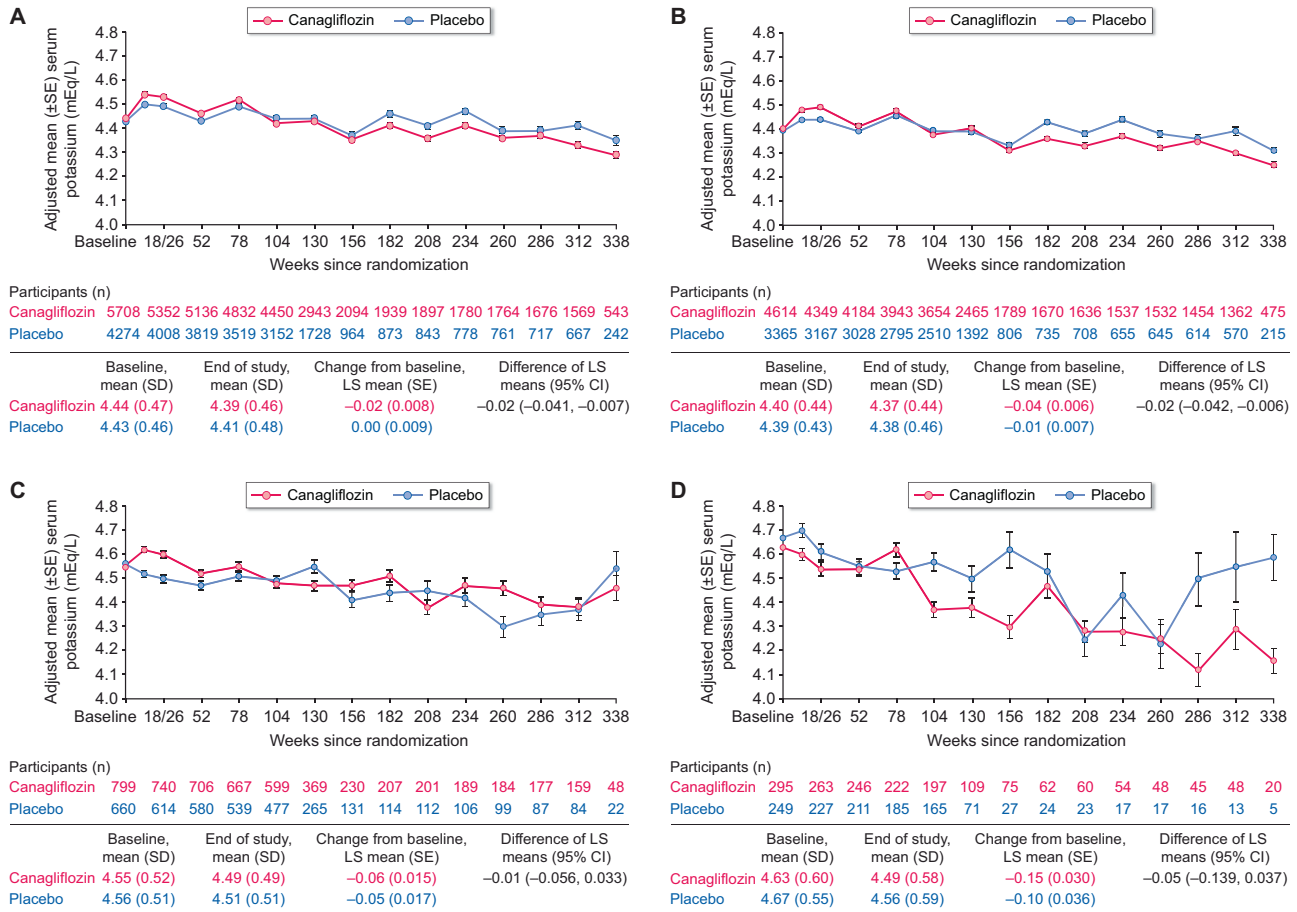 A
Canagliflozin Placebo
Adjusted mean (±SE) serum
potassium (mEq/L)
4.8
4.7
4.6
4.5
4.4
4.3
4.2
4.1
4.0
Baseline 18/26 52 78 104 130 156 182 208 234 260 286 312 338
Weeks since randomization
Participants (n)
Canagliflozin 5708 5352 5136 4832 4450 2943 2094 1939 1897 1780 1764 1676 1569 543
Placebo 4274 4008 3819 3519 3152 1728 964 873 843 778 761 717 667 242
Baseline, End of study, Change from baseline, Difference of LS
mean (SD) mean (SD) LS mean (SE) means (95% CI)
Canagliflozin 4.44 (0.47) 4.39 (0.46) –0.02 (0.008) –0.02 (–0.041, –0.007)
Placebo 4.43 (0.46) 4.41 (0.48) 0.00 (0.009)
B
Canagliflozin Placebo
Adjusted mean (±SE) serum
potassium (mEq/L)
4.8
4.7
4.6
4.5
4.4
4.3
4.2
4.1
4.0
Baseline 18/26 52 78 104 130 156 182 208 234 260 286 312 338
Weeks since randomization
Participants (n)
Canagliflozin 4614 4349 4184 3943 3654 2465 1789 1670 1636 1537 1532 1454 1362 475
Placebo 3365 3167 3028 2795 2510 1392 806 735 708 655 645 614 570 215
Baseline, End of study, Change from baseline, Difference of LS
mean (SD) mean (SD) LS mean (SE) means (95% CI)
Canagliflozin 4.40 (0.44) 4.37 (0.44) –0.04 (0.006) –0.02 (–0.042, –0.006)
Placebo 4.39 (0.43) 4.38 (0.46) –0.01 (0.007)
C
Canagliflozin Placebo
Adjusted mean (±SE) serum
potassium (mEq/L)
4.8
4.7
4.6
4.5
4.4
4.3
4.2
4.1
4.0
Baseline 18/26 52 78 104 130 156 182 208 234 260 286 312 338
Weeks since randomization
Participants (n)
Canagliflozin 799 740 706 667 599 369 230 207 201 189 184 177 159 48
Placebo 660 614 580 539 477 265 131 114 112 106 99 87 84 22
Baseline, End of study, Change from baseline, Difference of LS
mean (SD) mean (SD) LS mean (SE) means (95% CI)
Canagliflozin 4.55 (0.52) 4.49 (0.49) –0.06 (0.015) –0.01 (–0.056, 0.033)
Placebo 4.56 (0.51) 4.51 (0.51) –0.05 (0.017)
D
Canagliflozin Placebo
Adjusted mean (±SE) serum
potassium (mEq/L)
4.8
4.7
4.6
4.5
4.4
4.3
4.2
4.1
4.0
Baseline 18/26 52 78 104 130 156 182 208 234 260 286 312 338
Weeks since randomization
Participants (n)
Canagliflozin 295 263 246 222 197 109 75 62 60 54 48 45 48 20
Placebo 249 227 211 185 165 71 27 24 23 17 17 16 13 5
Baseline, End of study, Change from baseline, Difference of LS
mean (SD) mean (SD) LS mean (SE) means (95% CI)
Canagliflozin 4.63 (0.60) 4.49 (0.58) –0.15 (0.030) –0.05 (–0.139, 0.037)
Placebo 4.67 (0.55) 4.56 (0.59) –0.10 (0.036)